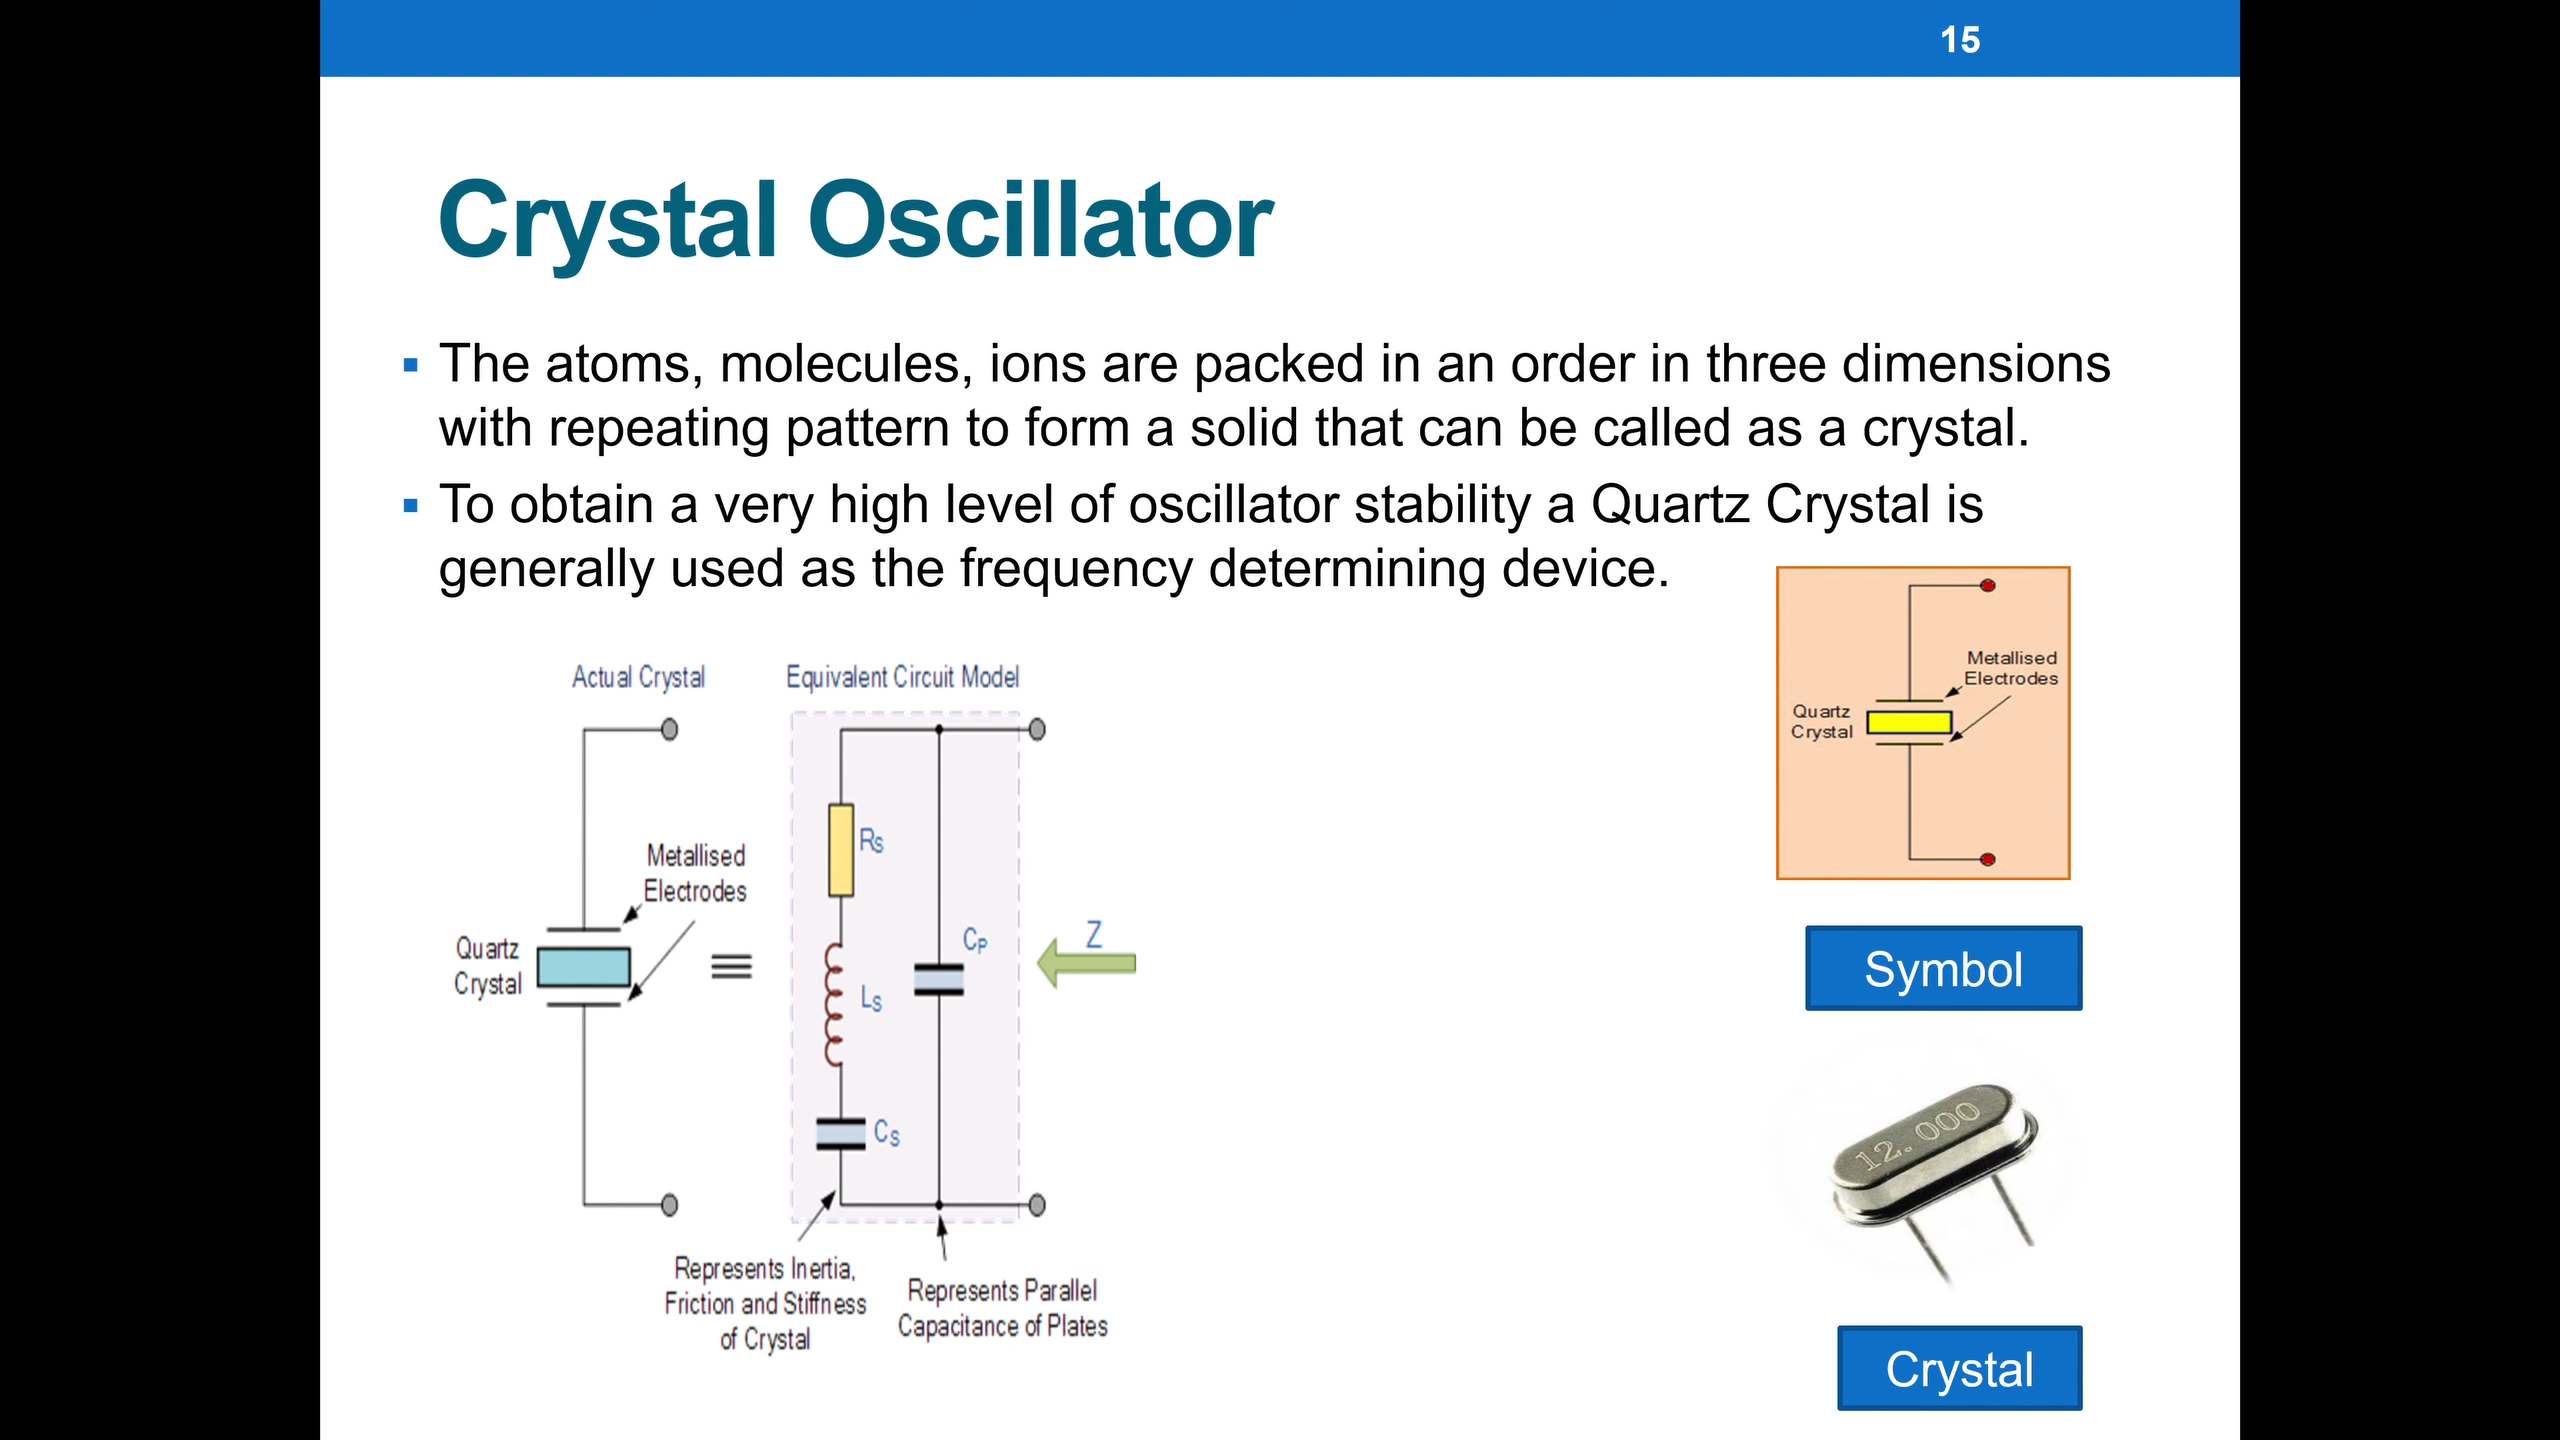 15
Crystal Oscillator
The atoms, molecules, ions are packed in an order in three dimensions
with repeating pattern to form a solid that can be called as a crystal.
To obtain a very high level of oscillator stability a Quartz Crystal is
generally used as the frequency determining device.
Actual Crystal
Equivalent Circuit Model
Metallised
Electrodes
Quartz
Crystal
Rs
Ls
Cs
CP
Z
Represents Inertia,
Friction and Stiffness
of Crystal
Represents Parallel
Capacitance of Plates
Metallised
Electrodes
Quartz
Crystal
Symbol
12.000
Crystal